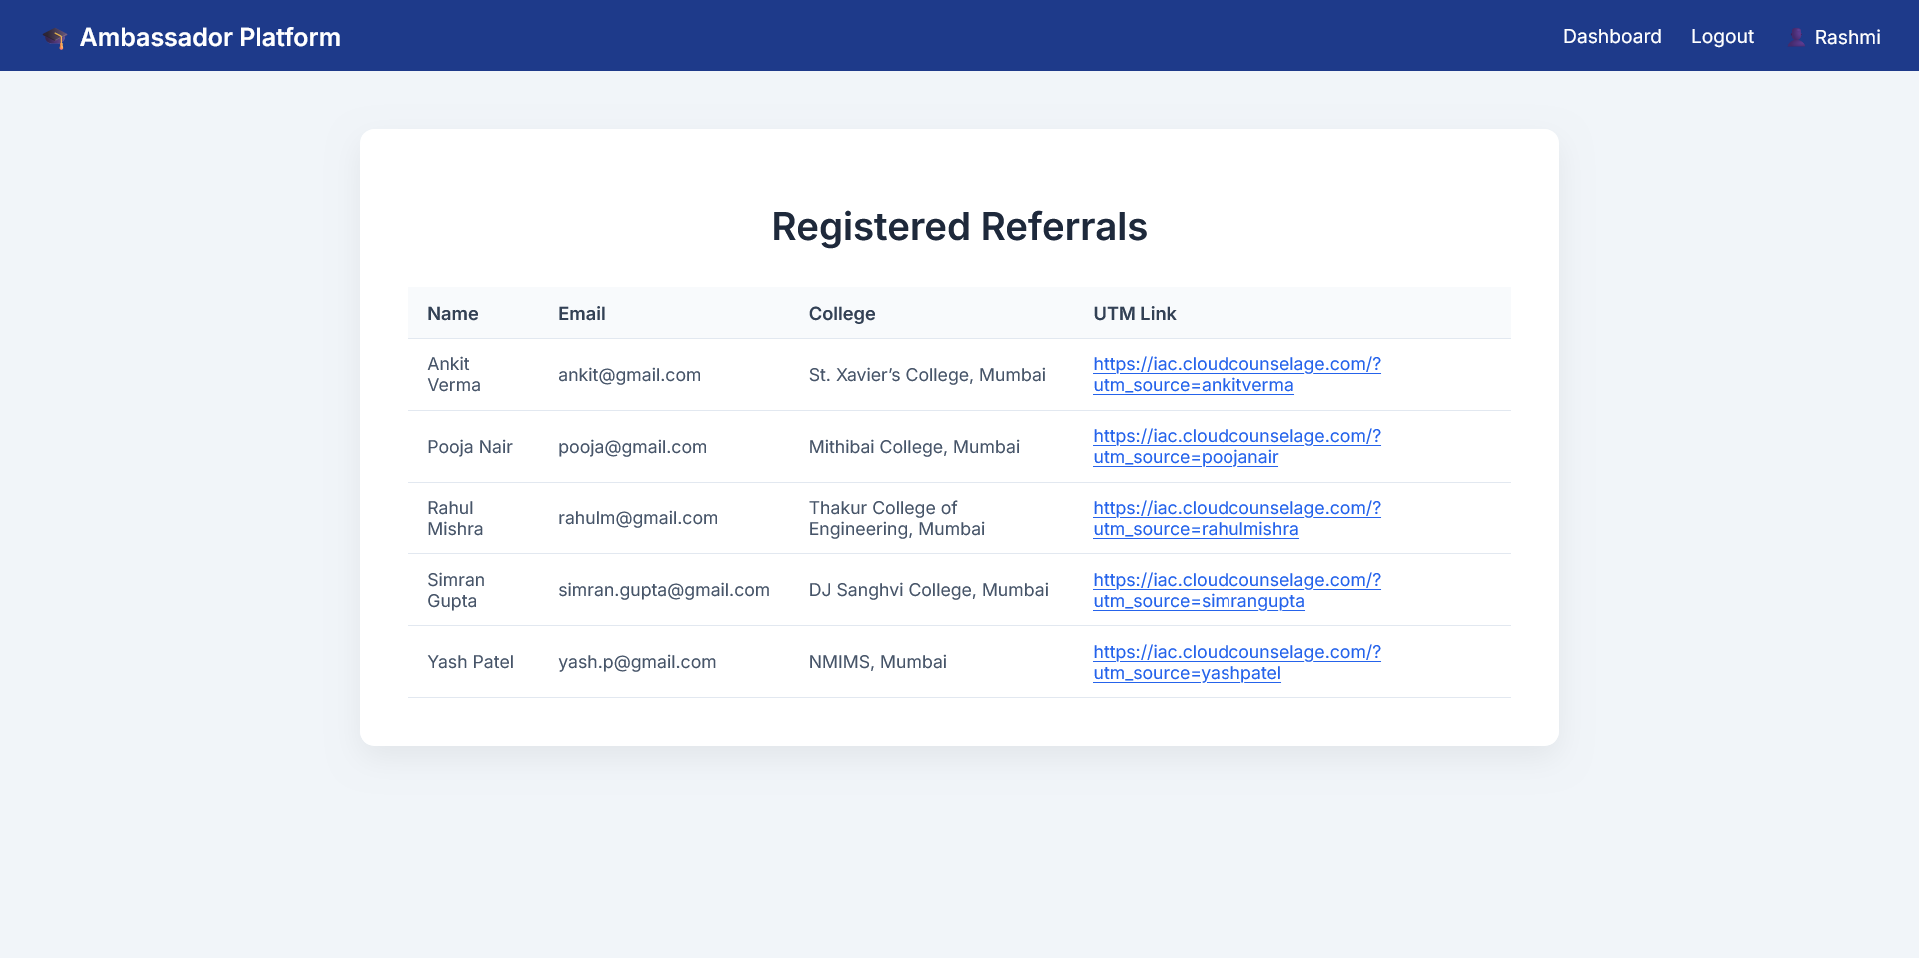 Ambassador Platform
Dashboard Logout Rashmi
Registered Referrals
Name Email College UTM Link
Ankit
Verma
ankit@gmail.com
St. Xavier’s College, Mumbai
https://iac.cloudcounselage.com/?
utm_source=ankitverma
Pooja Nair
pooja@gmail.com
Mithibai College, Mumbai
https://iac.cloudcounselage.com/?
utm_source=poojanair
Rahul
Mishra
rahulm@gmail.com
Thakur College of
Engineering, Mumbai
https://iac.cloudcounselage.com/?
utm_source=rahulmishra
Simran
Gupta
simran.gupta@gmail.com
DJ Sanghvi College, Mumbai
https://iac.cloudcounselage.com/?
utm_source=simrangupta
Yash Patel
yash.p@gmail.com
NMIMS, Mumbai
https://iac.cloudcounselage.com/?
utm_source=yashpatel